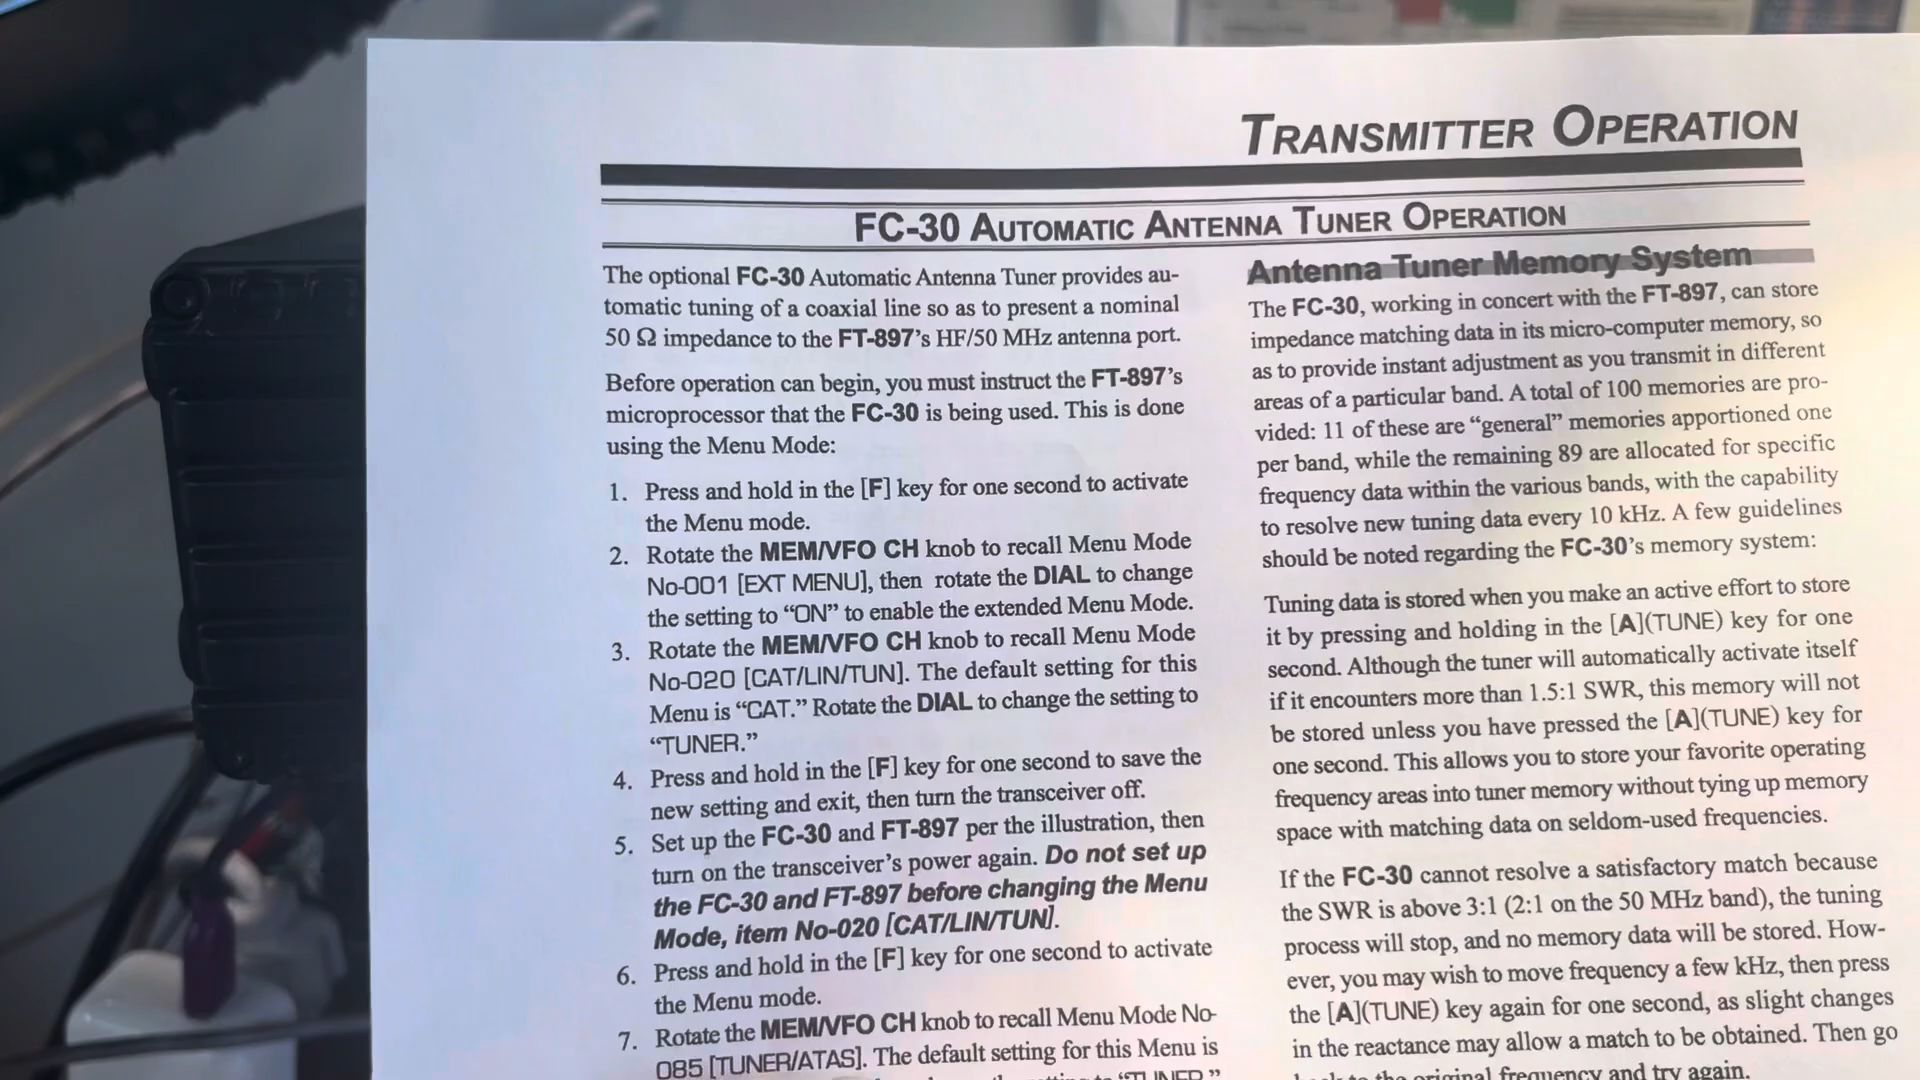 TRANSMITTER OPERATION
FC-30 AUTOMATIC ANTENNA TUNER OPERATION
The optional FC-30 Automatic Antenna Tuner provides au-
tomatic tuning of a coaxial line so as to present a nominal
50 Ω impedance to the FT-897's HF/50 MHz antenna port.
Before operation can begin, you must instruct the FT-897's
microprocessor that the FC-30 is being used. This is done
using the Menu Mode:
1. Press and hold in the [F] key for one second to activate
the Menu mode.
2. Rotate the MEM/VFO CH knob to recall Menu Mode
No-001 [EXT MENU], then rotate the DIAL to change
the setting to “ON” to enable the extended Menu Mode.
3. Rotate the MEM/VFO CH knob to recall Menu Mode
No-020 [CAT/LIN/TUN]. The default setting for this
Menu is “CAT.” Rotate the DIAL to change the setting to
“TUNER.”
4. Press and hold in the [F] key for one second to save the
new setting and exit, then turn the transceiver off.
5. Set up the FC-30 and FT-897 per the illustration, then
turn on the transceiver's power again. Do not set up
the FC-30 and FT-897 before changing the Menu
Mode, item No-020 [CAT/LIN/TUN].
6. Press and hold in the [F] key for one second to activate
the Menu mode.
7. Rotate the MEM/VFO CH knob to recall Menu Mode No-
085 [TUNER/ATAS]. The default setting for this Menu is
“TUNER.”
Antenna Tuner Memory System
The FC-30, working in concert with the FT-897, can store
impedance matching data in its micro-computer memory, so
as to provide instant adjustment as you transmit in different
areas of a particular band. A total of 100 memories are pro-
vided: 11 of these are “general” memories apportioned one
per band, while the remaining 89 are allocated for specific
frequency data within the various bands, with the capability
to resolve new tuning data every 10 kHz. A few guidelines
should be noted regarding the FC-30's memory system:
Tuning data is stored when you make an active effort to store
it by pressing and holding in the [A](TUNE) key for one
second. Although the tuner will automatically activate itself
if it encounters more than 1.5:1 SWR, this memory will not
be stored unless you have pressed the [A](TUNE) key for
one second. This allows you to store your favorite operating
frequency areas into tuner memory without tying up memory
space with matching data on seldom-used frequencies.
If the FC-30 cannot resolve a satisfactory match because
the SWR is above 3:1 (2:1 on the 50 MHz band), the tuning
process will stop, and no memory data will be stored. How-
ever, you may wish to move frequency a few kHz, then press
the [A](TUNE) key again for one second, as slight changes
in the reactance may allow a match to be obtained. Then go
to the original frequency and try again.